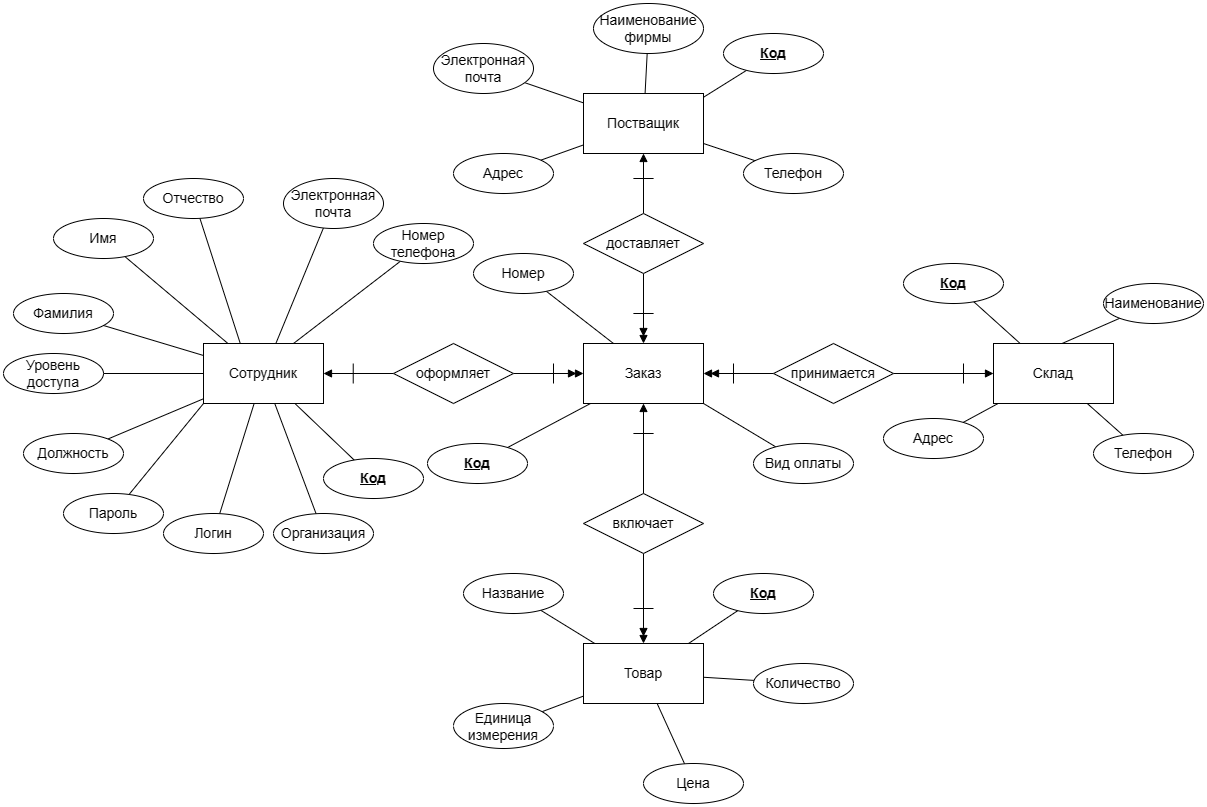 Наименование
фирмы
Код
Электронная
почта
Поставщик
Адрес
Телефон
Отчество
Электронная
почта
Имя
Номер
телефона
доставляет
Номер
Код
Наименование
Фамилия
Уровень
доступа
Сотрудник
оформляет
Заказ
принимается
Склад
Должность
Код
Код
Вид оплаты
Адрес
Телефон
Пароль
Логин
Организация
включает
Название
Код
Товар
Количество
Единица
измерения
Цена